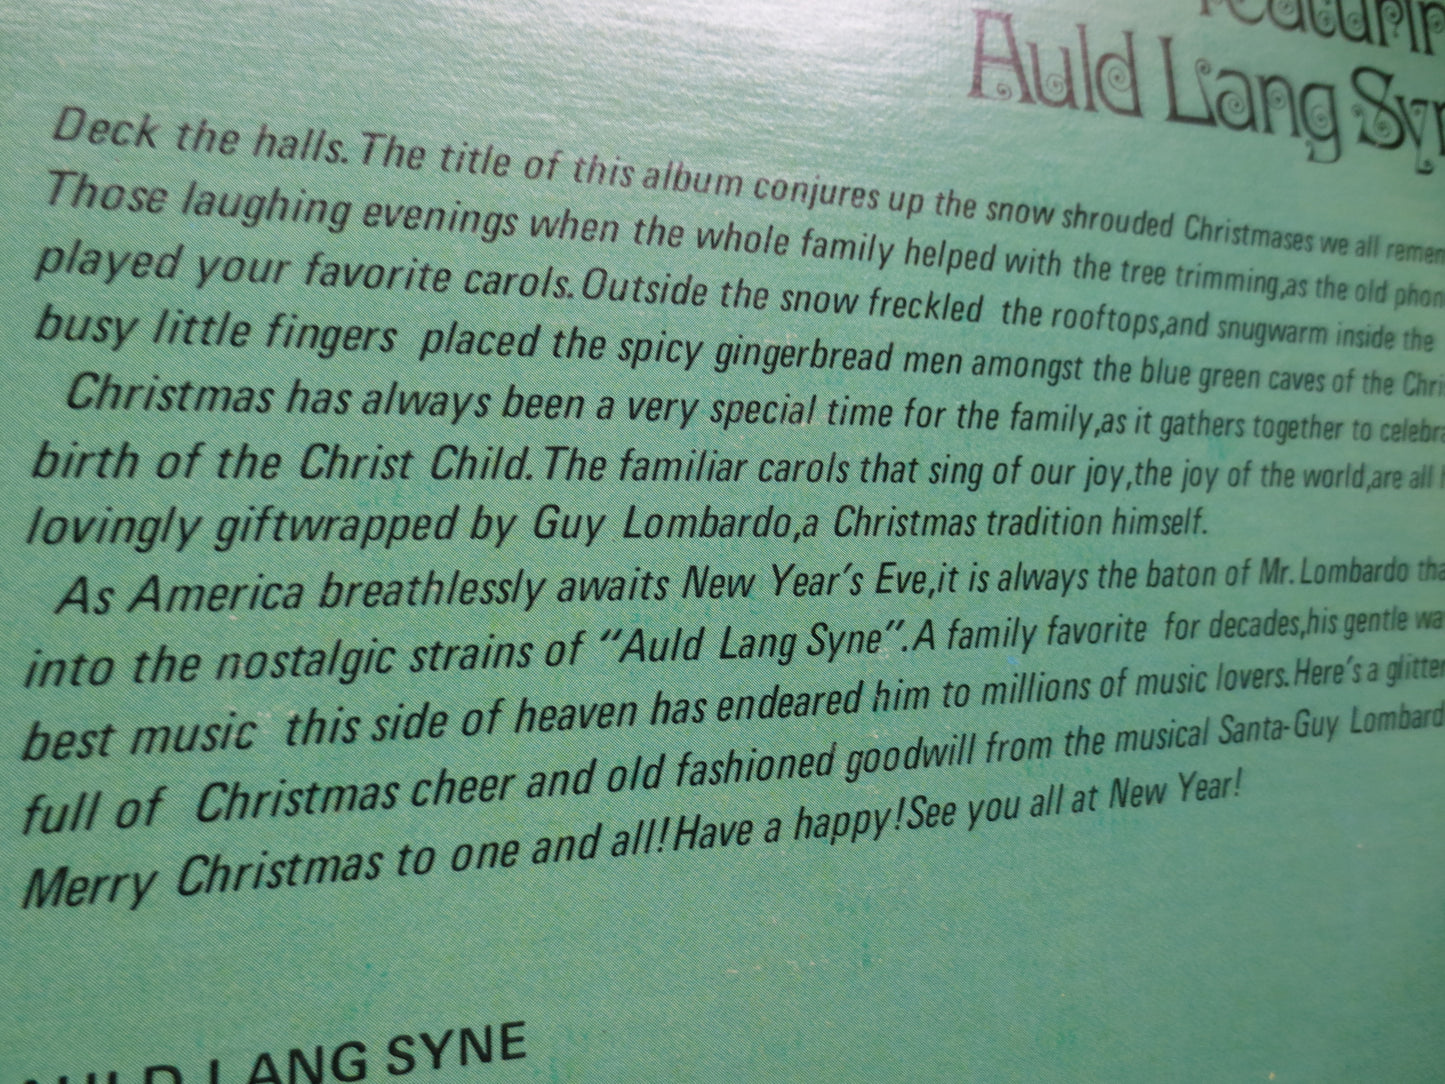 Auld Lang
Deck the halls. The title of this album conjures up the snow shrouded Christmases we all
Those laughing evenings when the whole family helped with the tree trimming,as the old
played your favorite carols.Outside the snow freckled the rooftops,and snugwarm inside the
busy little fingers placed the spicy gingerbread men amongst the blue green caves of the
Christmas has always been a very special time for the family,as it gathers together to
birth of the Christ Child.The familiar carols that sing of our joy,the joy of the world,are all
lovingly giftwrapped by Guy Lombardo,a Christmas tradition himself.
As America breathlessly awaits New Year's Eve,it is always the baton of Mr.Lombardo
into the nostalgic strains of "Auld Lang Syne".A family favorite for decades,his gentle
best music this side of heaven has endeared him to millions of music lovers.Here's a
full of Christmas cheer and old fashioned goodwill from the musical Santa-Guy
Merry Christmas to one and all!Have a happy!See you all at New Year!
LANG SYNE